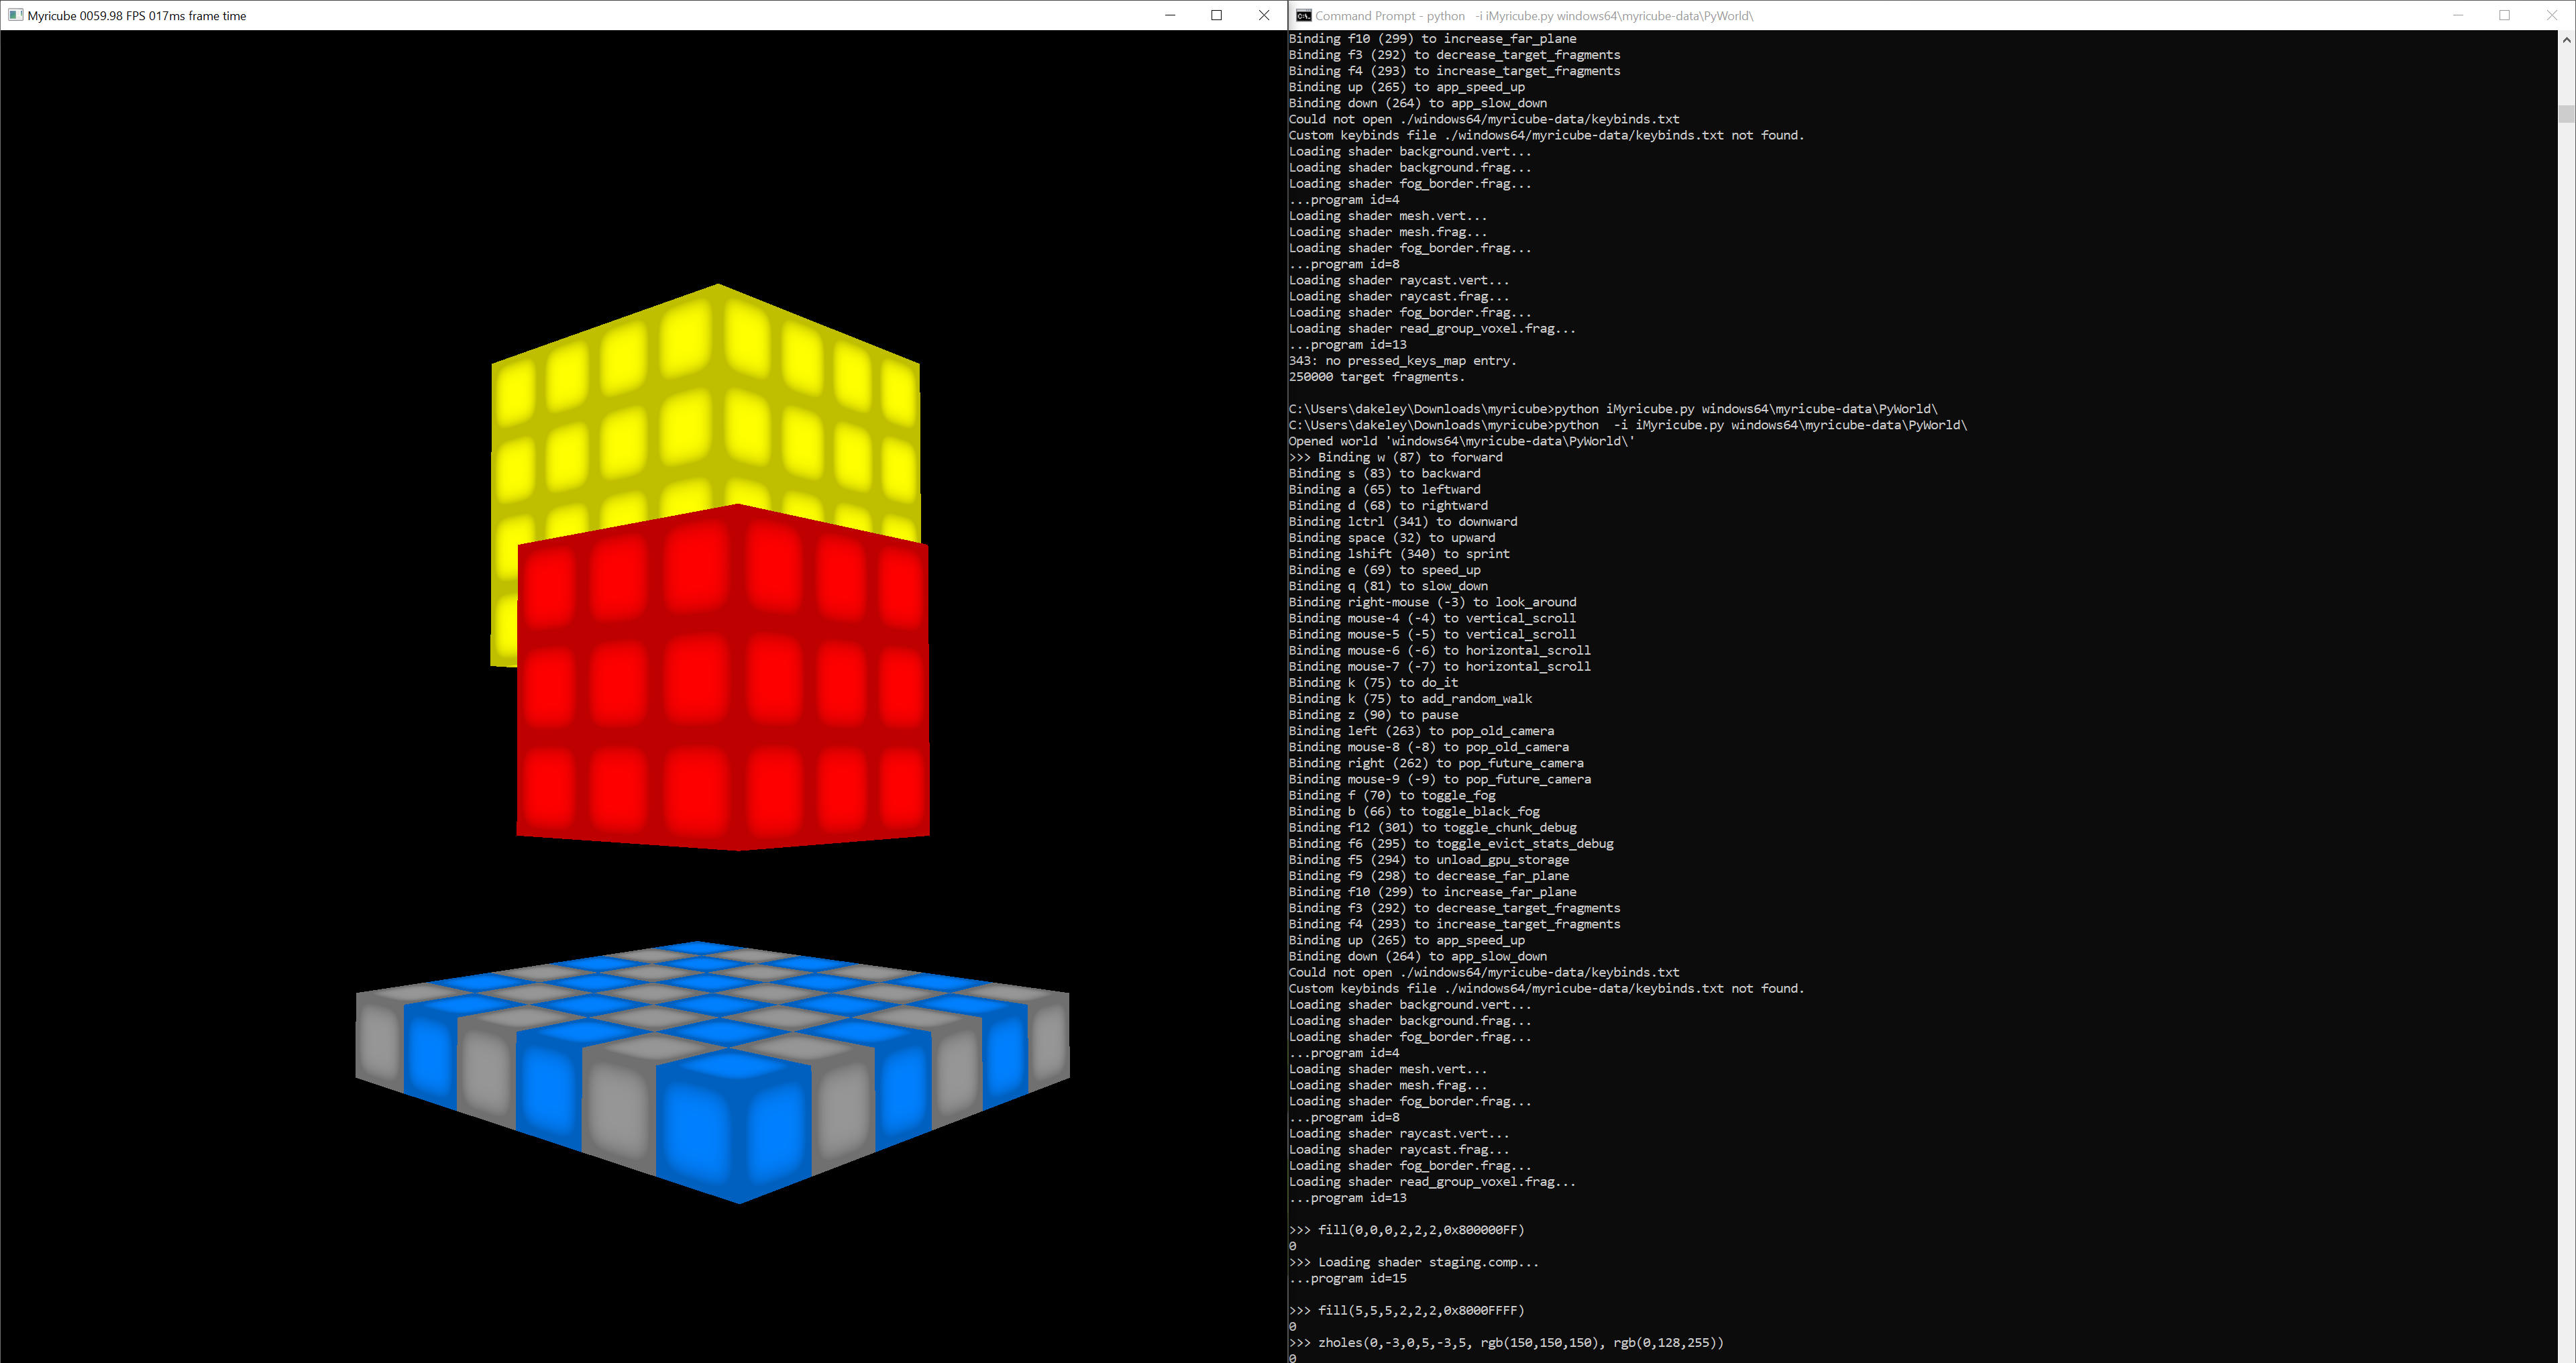 Myricube 0059.98 FPS 017ms frame time
Command Prompt - python  -i iMyricube.py windows64\myricube-data\PyWorld\
Binding f10 (299) to increase_far_plane
Binding f3 (292) to decrease_target_fragments
Binding f4 (293) to increase_target_fragments
Binding up (265) to app_speed_up
Binding down (264) to app_slow_down
Could not open ./windows64/myricube-data/keybinds.txt
Custom keybinds file ./windows64/myricube-data/keybinds.txt not found.
Loading shader background.vert...
Loading shader background.frag...
Loading shader fog_border.frag...
...program id=4
Loading shader mesh.vert...
Loading shader mesh.frag...
Loading shader fog_border.frag...
...program id=8
Loading shader raycast.vert...
Loading shader raycast.frag...
Loading shader fog_border.frag...
Loading shader read_group_voxel.frag...
...program id=13
343: no pressed_keys_map entry.
250000 target fragments.
C:\Users\dakeley\Downloads\myricube>python iMyricube.py windows64\myricube-data\PyWorld\
C:\Users\dakeley\Downloads\myricube>python  -i iMyricube.py windows64\myricube-data\PyWorld\
Opened world 'windows64\myricube-data\PyWorld\'
>>> Binding w (87) to forward
Binding s (83) to backward
Binding a (65) to leftward
Binding d (68) to rightward
Binding lctrl (341) to downward
Binding space (32) to upward
Binding lshift (340) to sprint
Binding e (69) to speed_up
Binding q (81) to slow_down
Binding right-mouse (-3) to look_around
Binding mouse-4 (-4) to vertical_scroll
Binding mouse-5 (-5) to vertical_scroll
Binding mouse-6 (-6) to horizontal_scroll
Binding mouse-7 (-7) to horizontal_scroll
Binding k (75) to do_it
Binding k (75) to add_random_walk
Binding z (90) to pause
Binding left (263) to pop_old_camera
Binding mouse-8 (-8) to pop_old_camera
Binding right (262) to pop_future_camera
Binding mouse-9 (-9) to pop_future_camera
Binding f (70) to toggle_fog
Binding b (66) to toggle_black_fog
Binding f12 (301) to toggle_chunk_debug
Binding f6 (295) to toggle_evict_stats_debug
Binding f5 (294) to unload_gpu_storage
Binding f9 (298) to decrease_far_plane
Binding f10 (299) to increase_far_plane
Binding f3 (292) to decrease_target_fragments
Binding f4 (293) to increase_target_fragments
Binding up (265) to app_speed_up
Binding down (264) to app_slow_down
Could not open ./windows64/myricube-data/keybinds.txt
Custom keybinds file ./windows64/myricube-data/keybinds.txt not found.
Loading shader background.vert...
Loading shader background.frag...
Loading shader fog_border.frag...
...program id=4
Loading shader mesh.vert...
Loading shader mesh.frag...
Loading shader fog_border.frag...
...program id=8
Loading shader raycast.vert...
Loading shader raycast.frag...
Loading shader fog_border.frag...
Loading shader read_group_voxel.frag...
...program id=13
>>> fill(0,0,0,2,2,2,0x800000FF)
0
>>> Loading shader staging.comp...
...program id=15
>>> fill(5,5,5,2,2,2,0x8000FFFF)
0
>>> zholes(0,-3,0,5,-3,5, rgb(150,150,150), rgb(0,128,255))
0